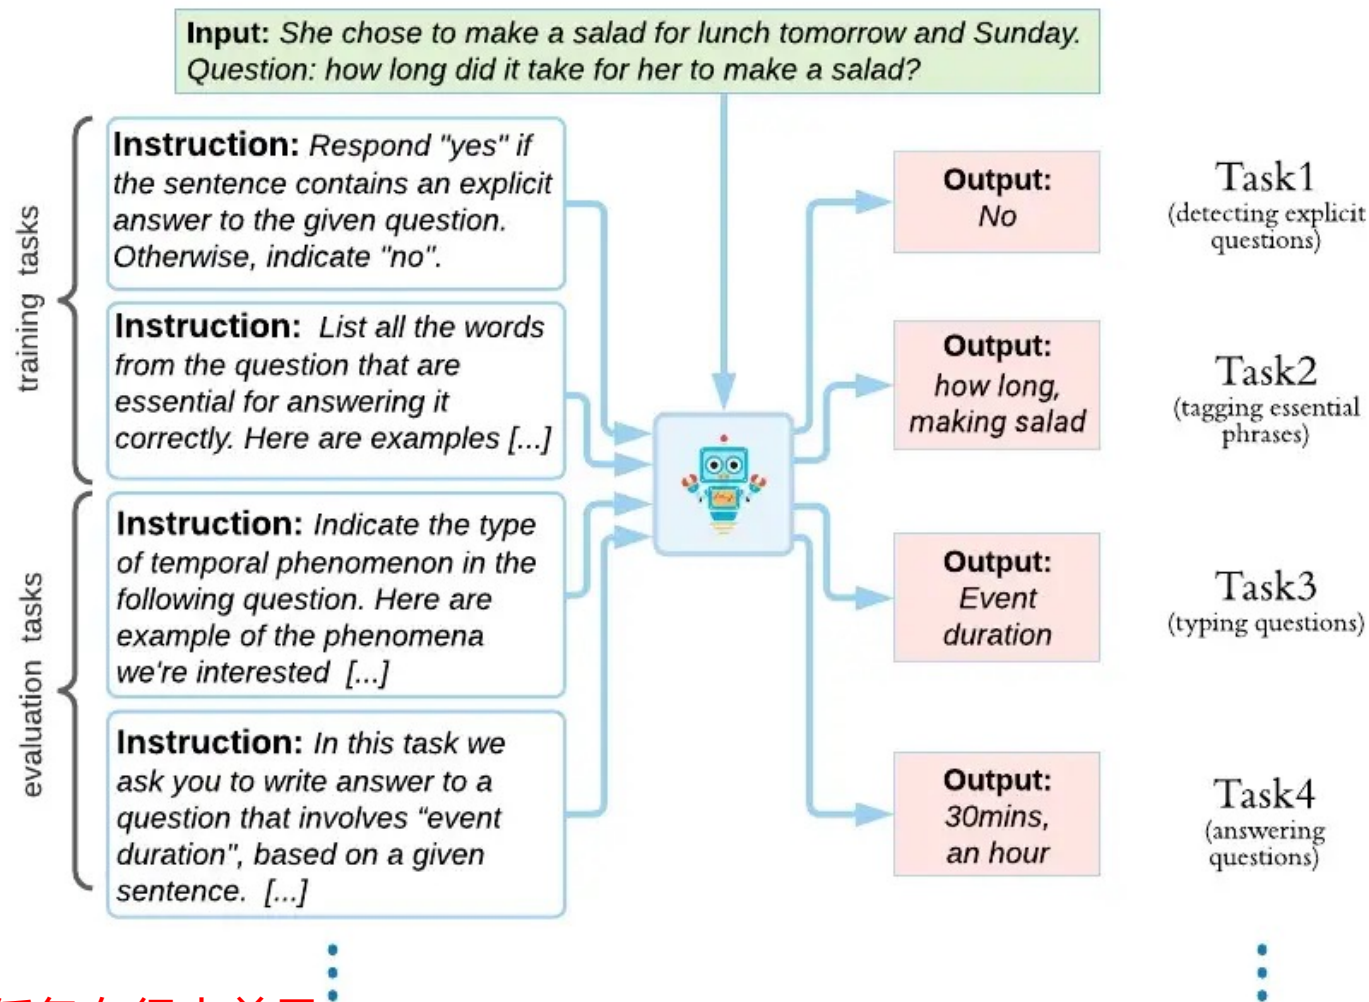 Input: She chose to make a salad for lunch tomorrow and Sunday.
Question: how long did it take for her to make a salad?
training tasks
Instruction: Respond "yes" if
the sentence contains an explicit
answer to the given question.
Otherwise, indicate "no".
Instruction: List all the words
from the question that are
essential for answering it
correctly. Here are examples [...]
evaluation tasks
Instruction: Indicate the type
of temporal phenomenon in the
following question. Here are
example of the phenomena
we're interested [...]
Instruction: In this task we
ask you to write answer to a
question that involves “event
duration", based on a given
sentence. [...]
Output:
No
Task1
(detecting explicit
questions)
Output:
how long,
making salad
Task2
(tagging essential
phrases)
Output:
Event
duration
Task3
(typing questions)
Output:
30mins,
an hour
Task4
(answering
questions)